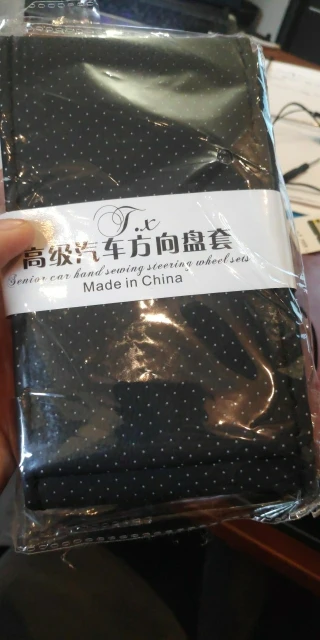 T.x
高级汽车方向盘套
Senior car hand sewing steering wheel sets
Made in China